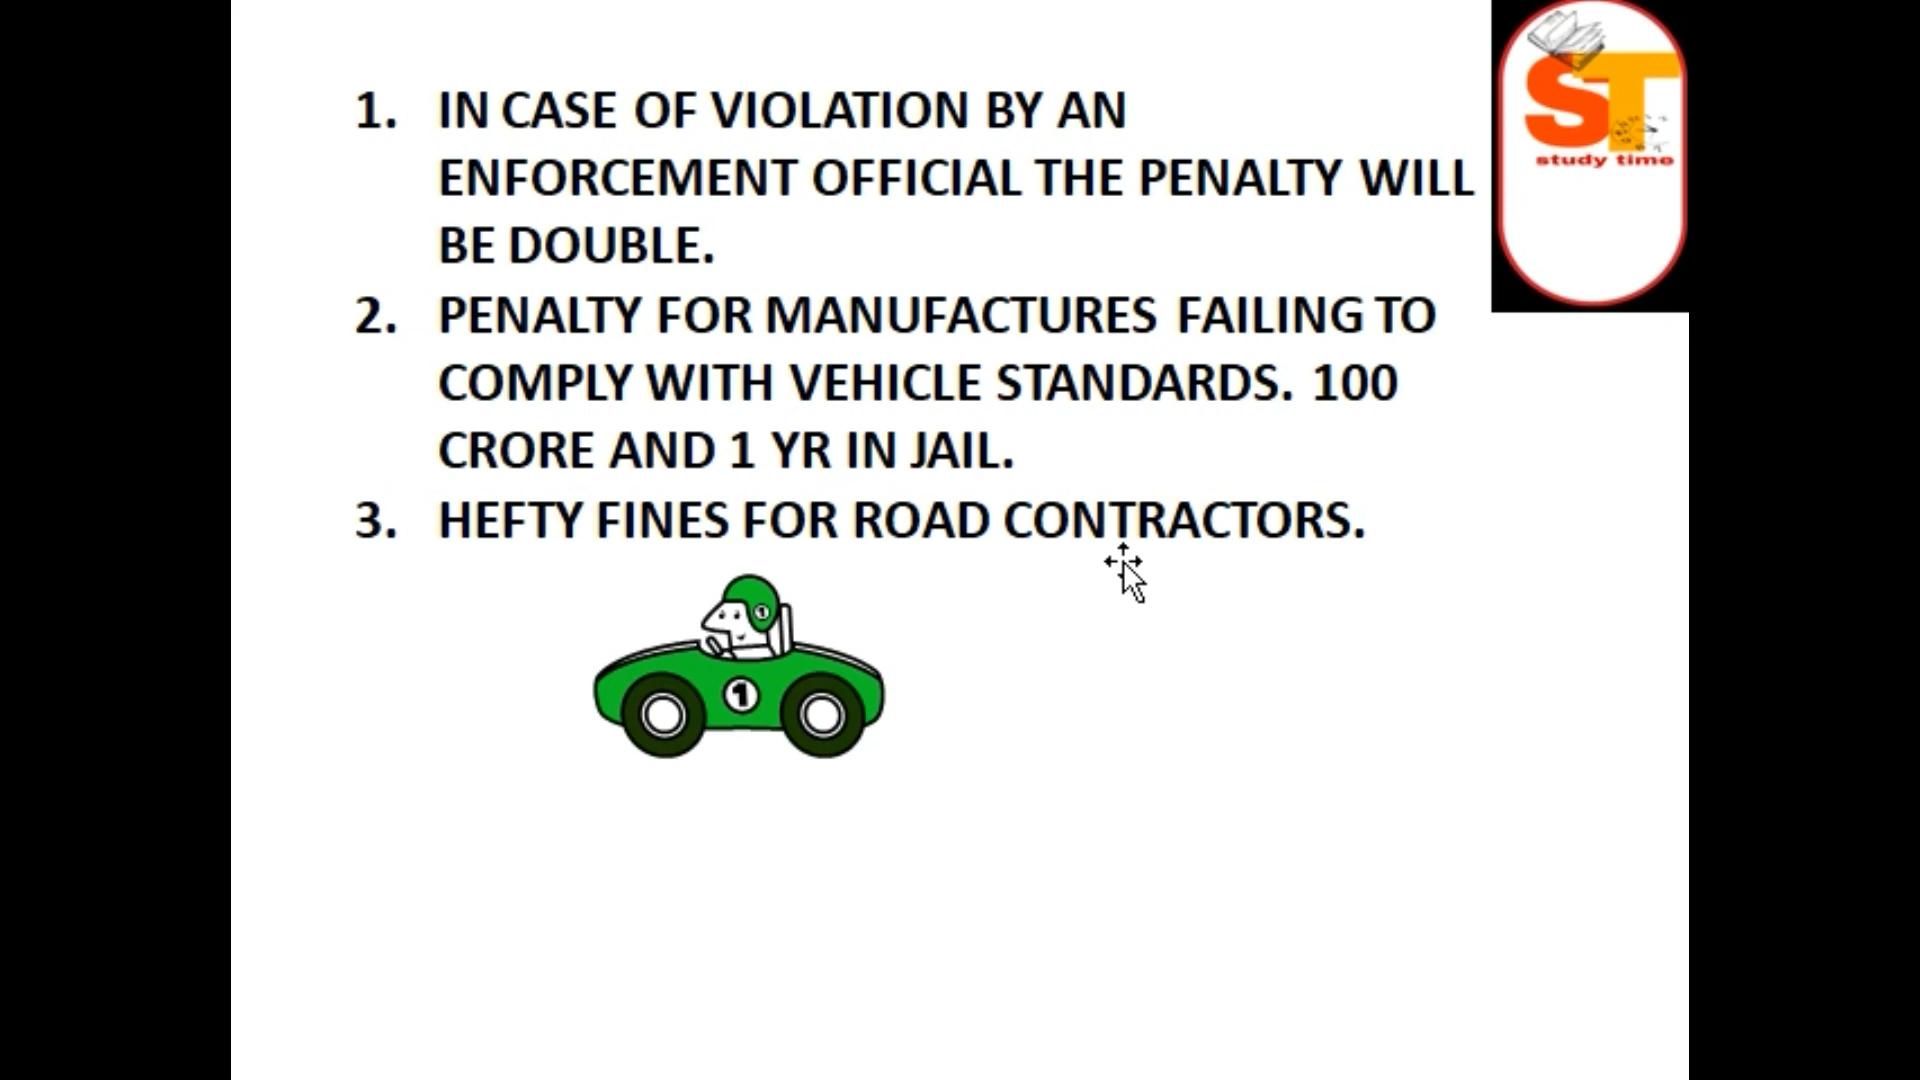 1. IN CASE OF VIOLATION BY AN
ENFORCEMENT OFFICIAL THE PENALTY WILL
BE DOUBLE.
2. PENALTY FOR MANUFACTURES FAILING TO
COMPLY WITH VEHICLE STANDARDS. 100
CRORE AND 1 YR IN JAIL.
3. HEFTY FINES FOR ROAD CONTRACTORS.
ST
study time
1
1